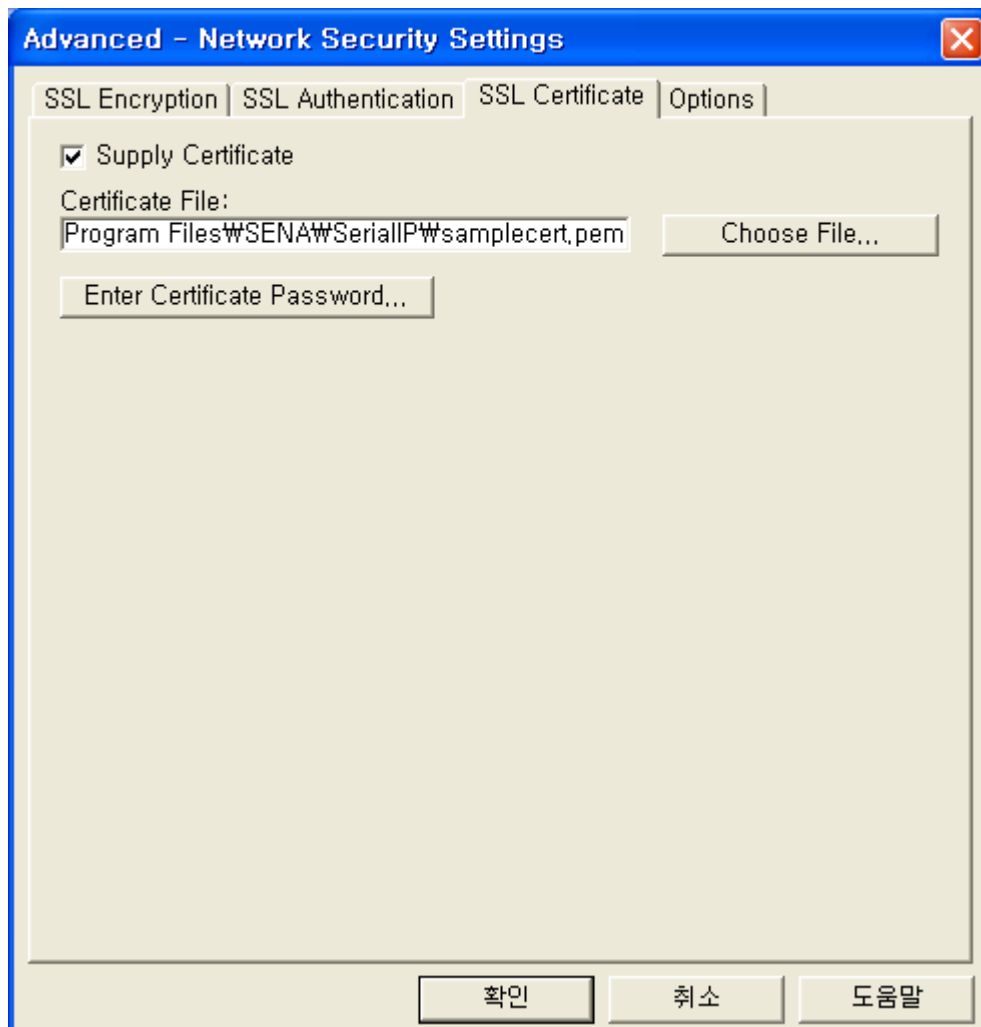 Advanced - Network Security Settings
SSL Encryption SSL Authentication SSL Certificate Options
Supply Certificate
Certificate File:
Program Files₩SENA₩SerialIP₩samplecert.pem Choose File...
Enter Certificate Password...
확인 취소 도움말